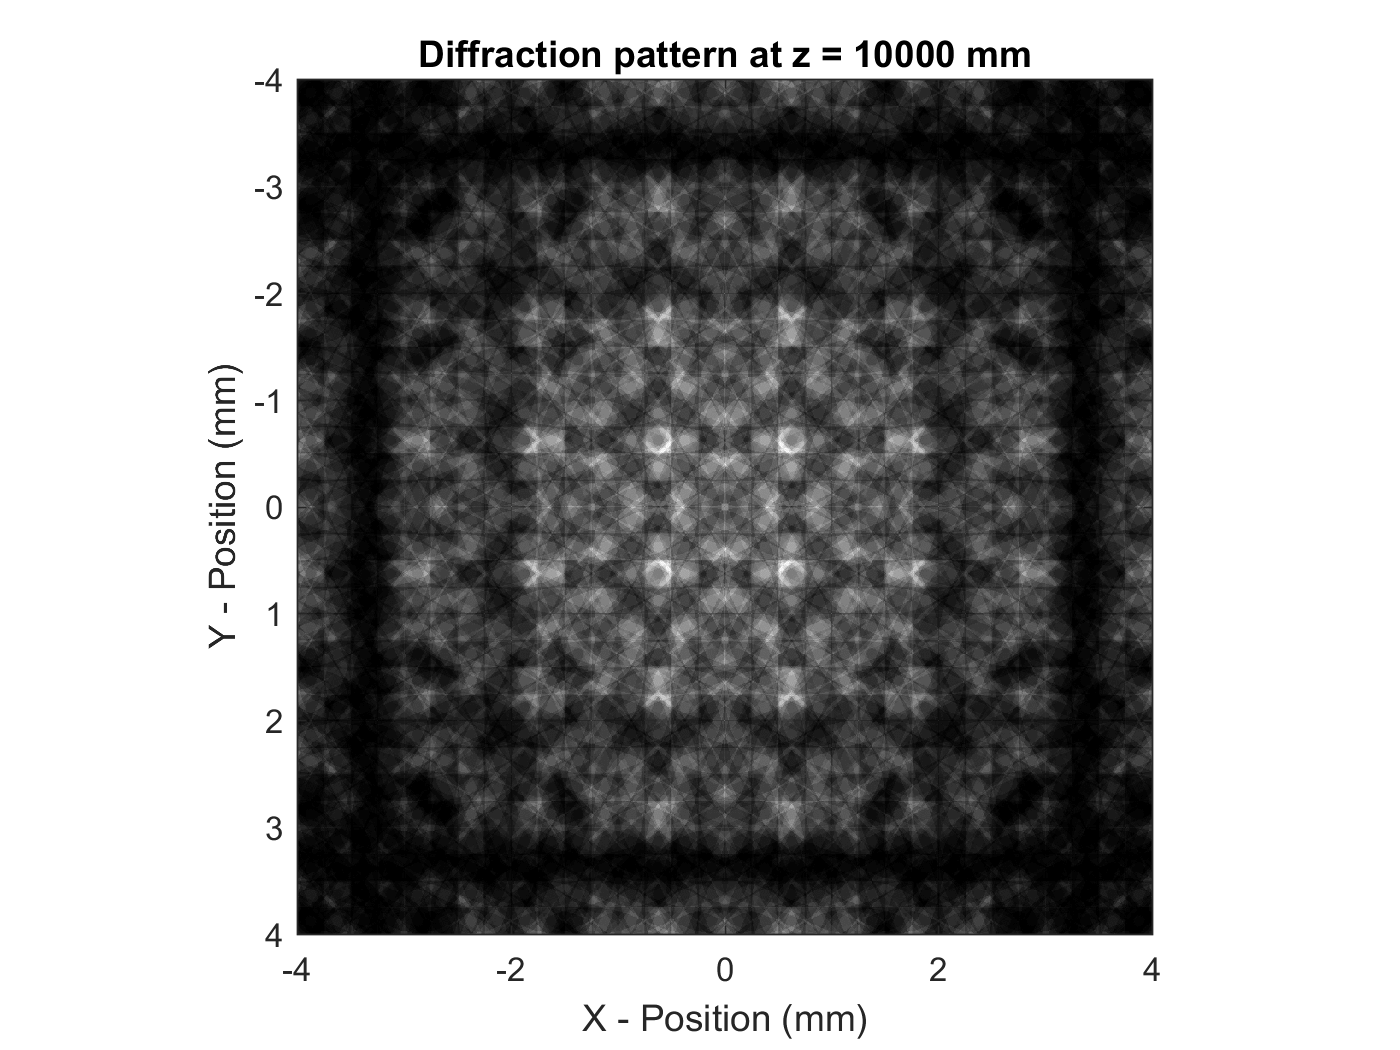 Diffraction pattern at z = 10000 mm
-4
-3
-2
-1
0
1
2
3
4
Y - Position (mm)
-4 -2 0 2 4
X - Position (mm)